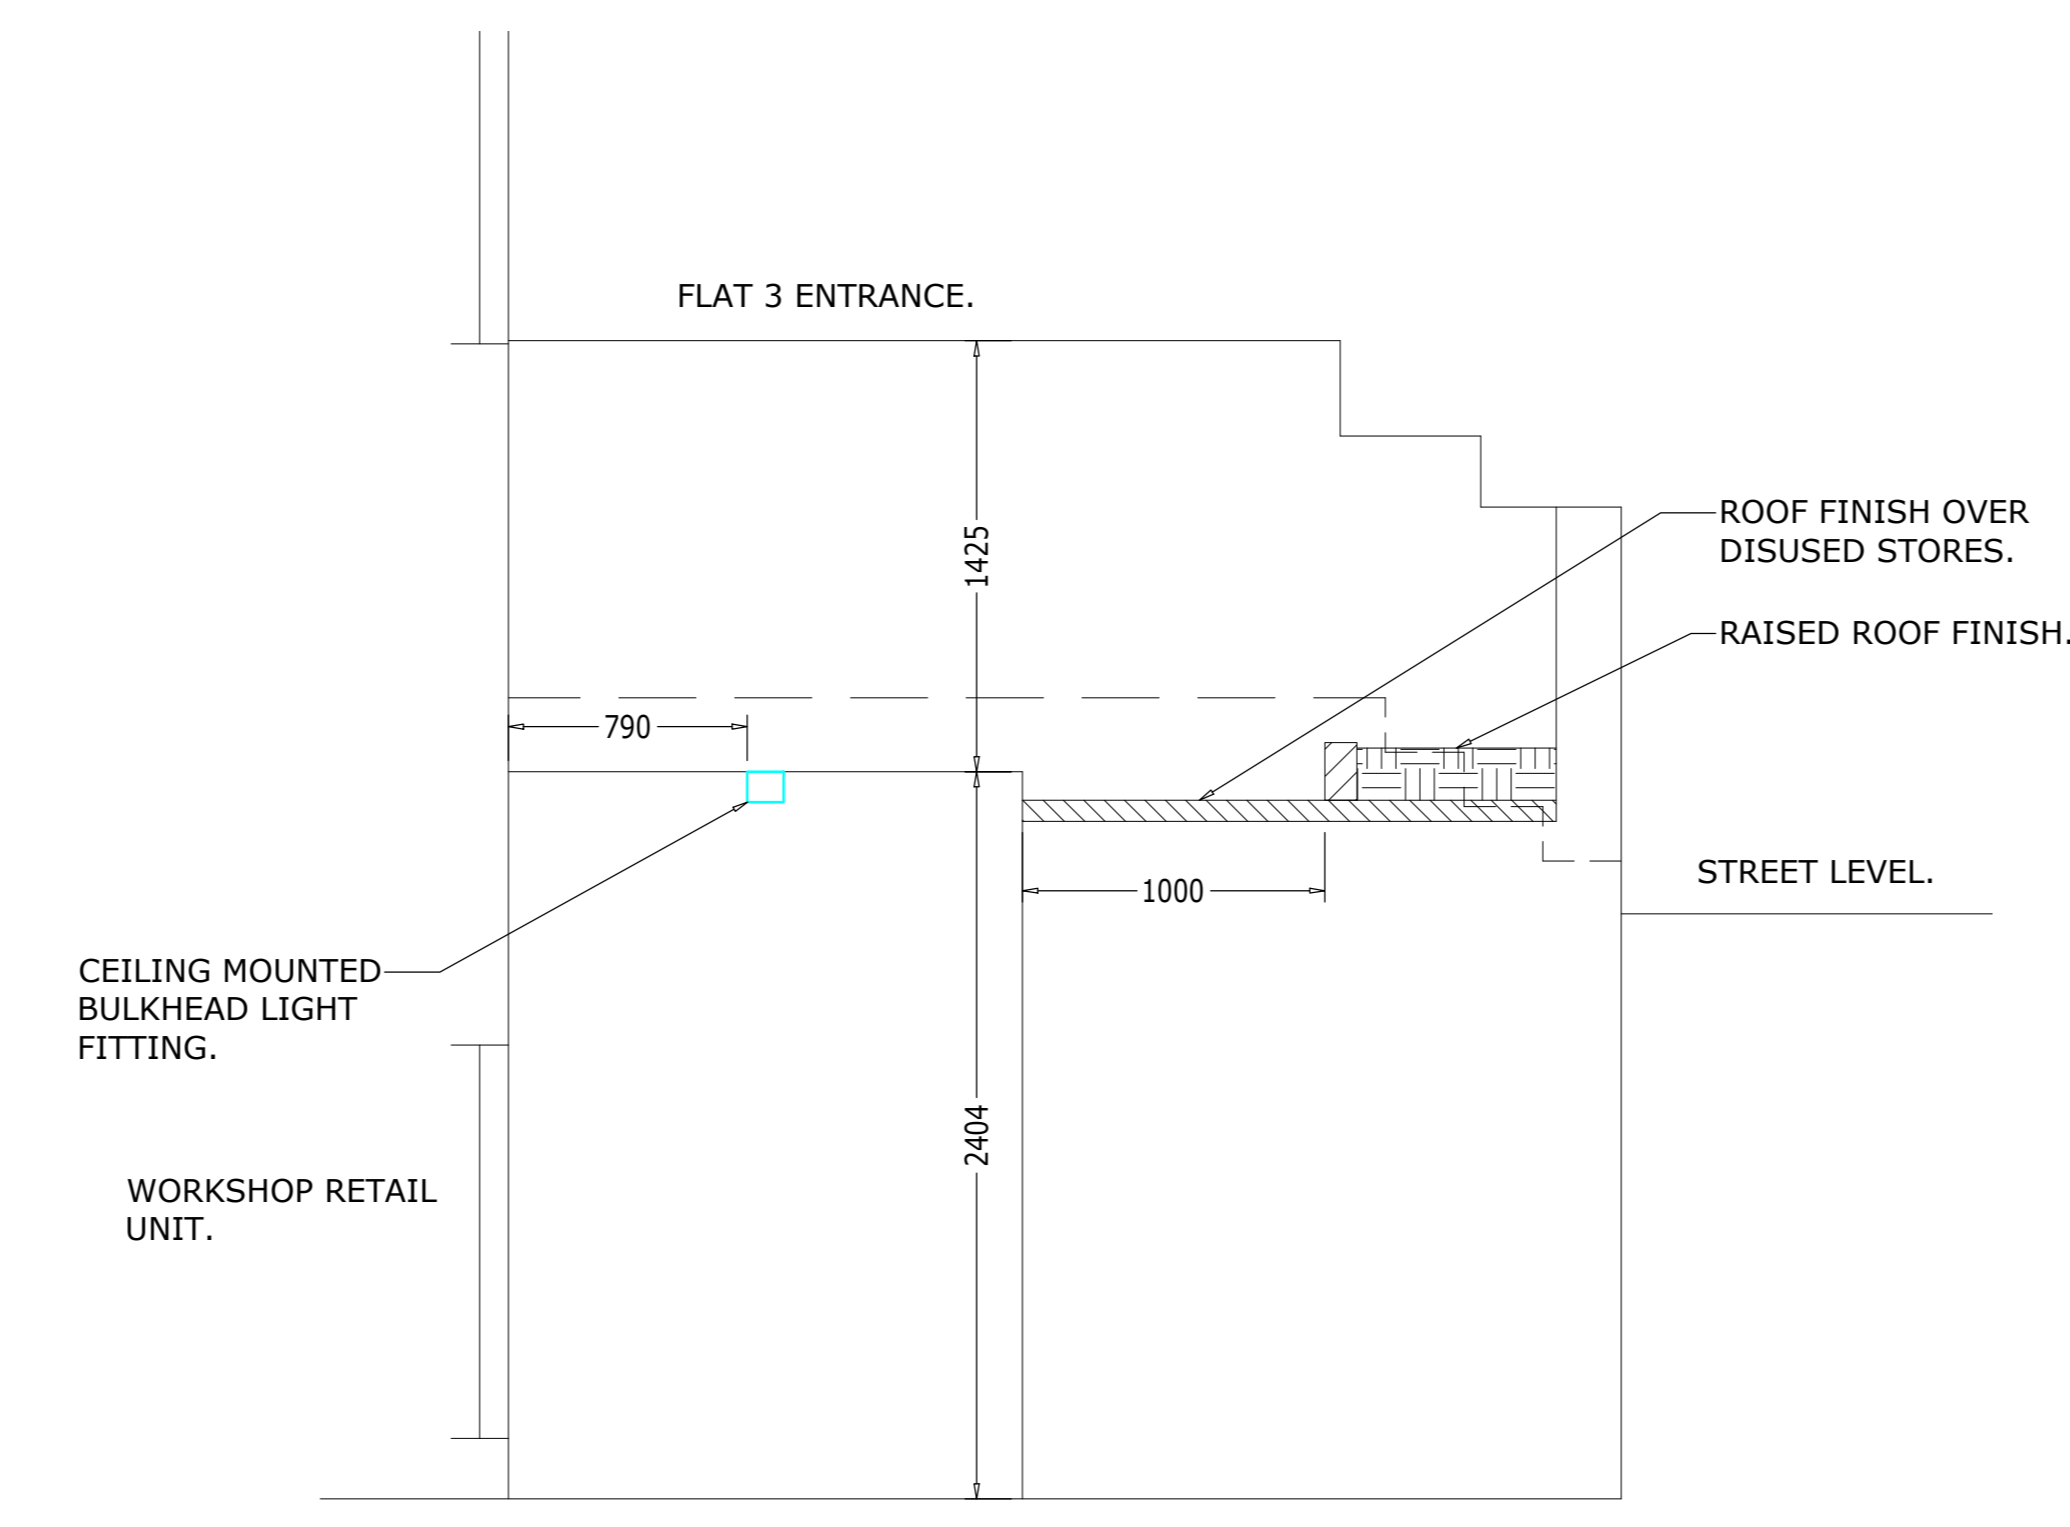 FLAT 3 ENTRANCE.
1425
ROOF FINISH OVER
DISUSED STORES.
RAISED ROOF FINISH.
790
1000
STREET LEVEL.
CEILING MOUNTED
BULKHEAD LIGHT
FITTING.
2404
WORKSHOP RETAIL
UNIT.